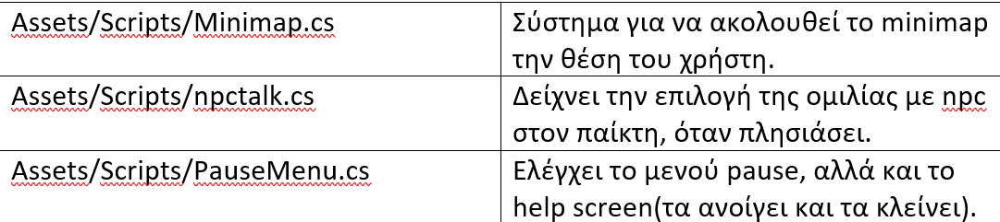 Assets/Scripts/Minimap.cs
Σύστημα για να ακολουθεί το minimap
την θέση του χρήστη.
Assets/Scripts/npctalk.cs
Δείχνει την επιλογή της ομιλίας με npc
στον παίκτη, όταν πλησιάσει.
Assets/Scripts/PauseMenu.cs
Ελέγχει το μενού pause, αλλά και το
help screen(τα ανοίγει και τα κλείνει).